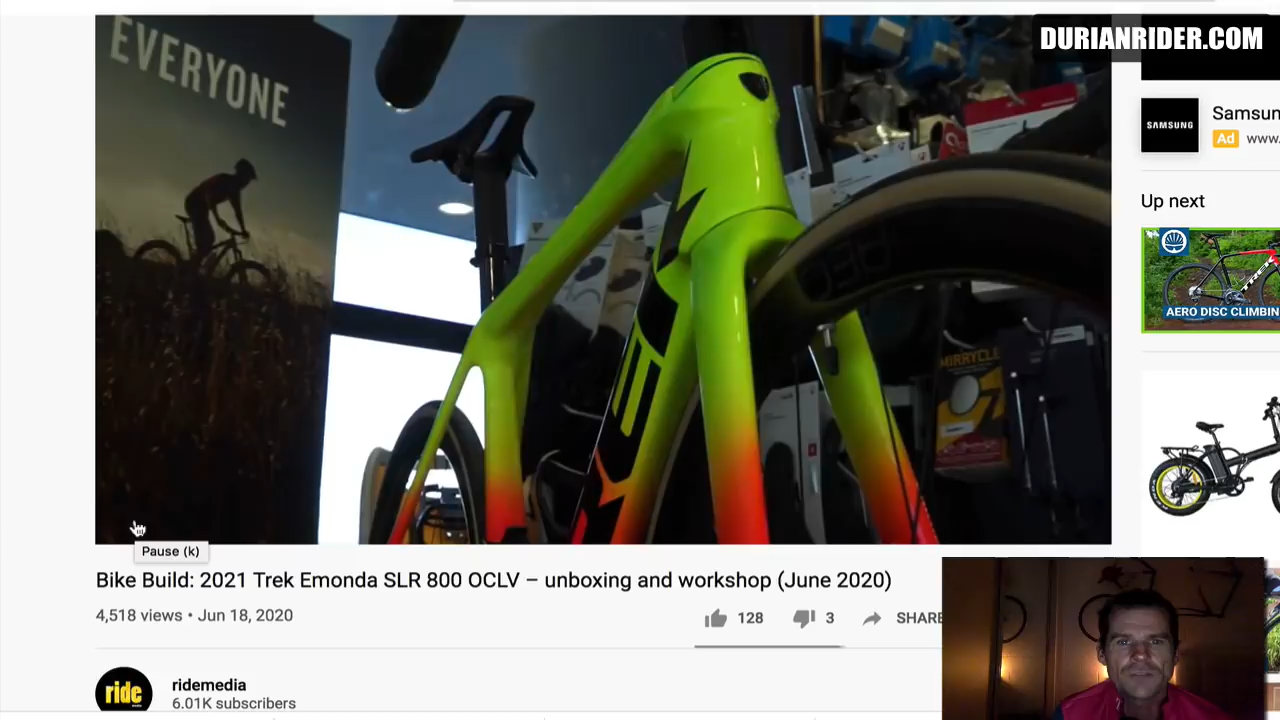 EVERYONE
DURIANRIDER.COM
SAMSUNG
Samsun
Ad www.
Up next
TREK
AERO DISC CLIMBIN
MIRRYCLE
TREK
Pause (k)
Bike Build: 2021 Trek Emonda SLR 800 OCLV – unboxing and workshop (June 2020)
4,518 views • Jun 18, 2020
128
3
SHARE
ride
ridemedia
6.01K subscribers